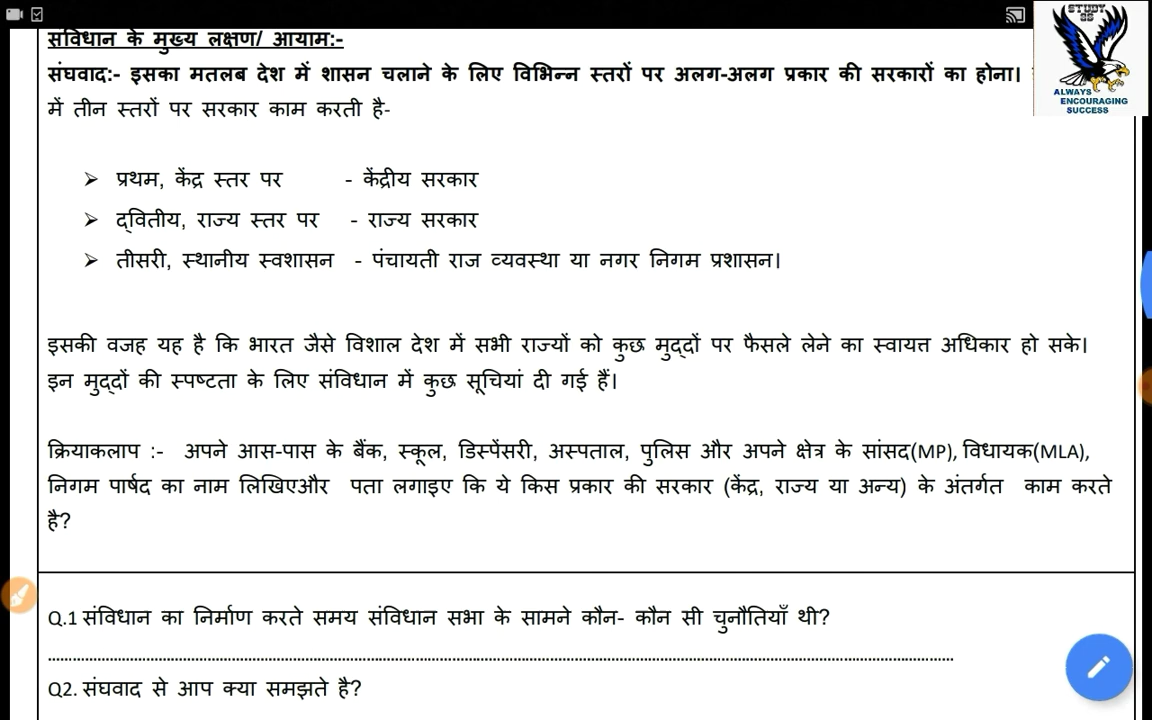 STUDY
ALWAYS
ENCOURAGING
SUCCESS
संविधान के मुख्य लक्षण/ आयाम:-
संघवाद:- इसका मतलब देश में शासन चलाने के लिए विभिन्न स्तरों पर अलग-अलग प्रकार की सरकारों का होना।
में तीन स्तरों पर सरकार काम करती है-
➢ प्रथम, केंद्र स्तर पर - केंद्रीय सरकार
➢ द्वितीय, राज्य स्तर पर - राज्य सरकार
➢ तीसरी, स्थानीय स्वशासन - पंचायती राज व्यवस्था या नगर निगम प्रशासन।
इसकी वजह यह है कि भारत जैसे विशाल देश में सभी राज्यों को कुछ मुद्दों पर फैसले लेने का स्वायत्त अधिकार हो सके।
इन मुद्दों की स्पष्टता के लिए संविधान में कुछ सूचियां दी गई हैं।
क्रियाकलाप :- अपने आस-पास के बैंक, स्कूल, डिस्पेंसरी, अस्पताल, पुलिस और अपने क्षेत्र के सांसद(MP), विधायक(MLA),
निगम पार्षद का नाम लिखिएऔर पता लगाइए कि ये किस प्रकार की सरकार (केंद्र, राज्य या अन्य) के अंतर्गत काम करते
है?
Q.1 संविधान का निर्माण करते समय संविधान सभा के सामने कौन- कौन सी चुनौतियाँ थी?
Q2. संघवाद से आप क्या समझते है?